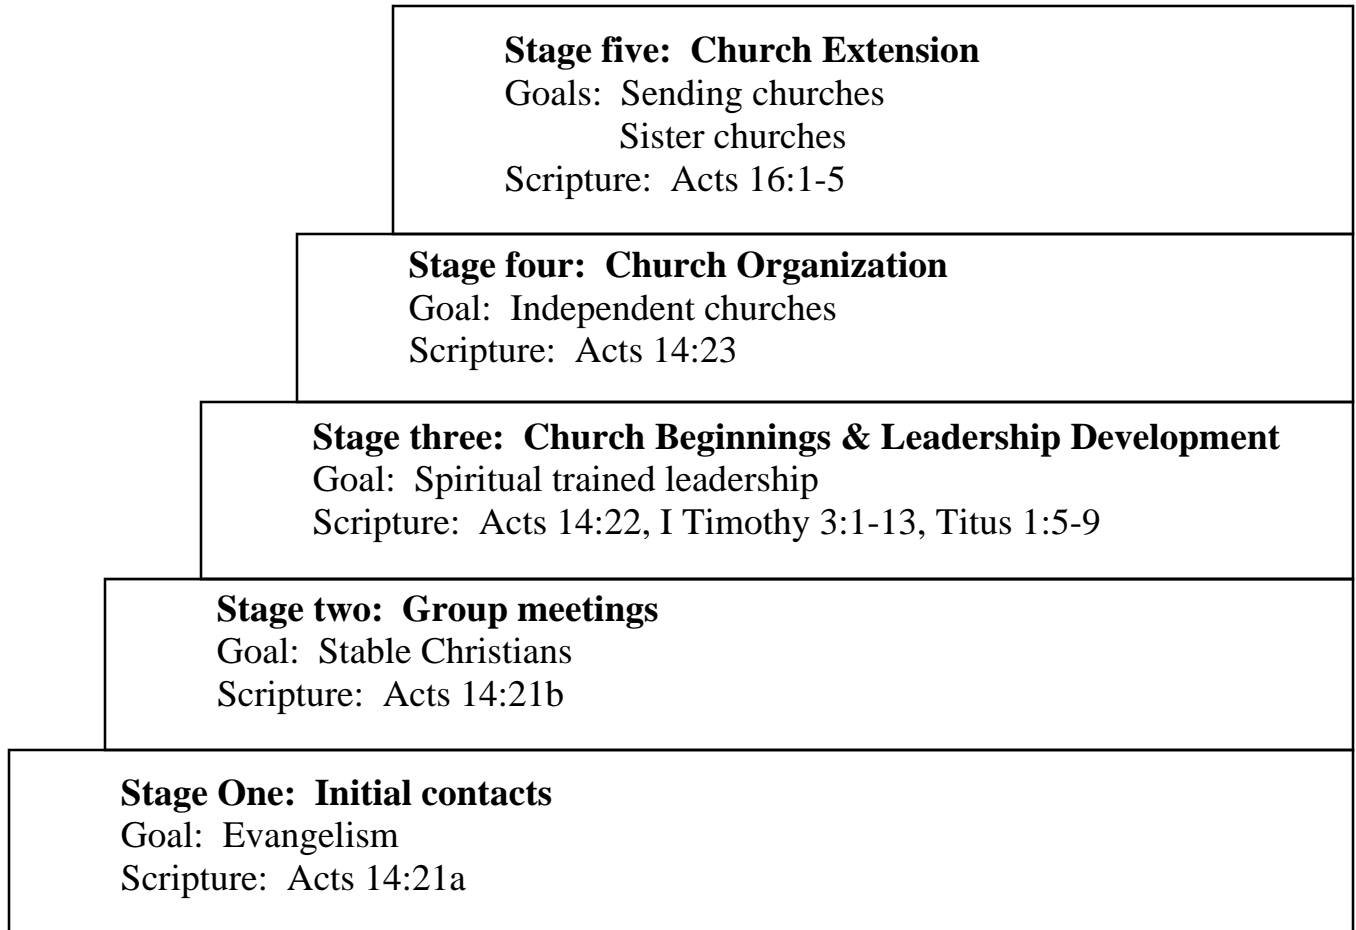 Stage five:  Church Extension
Goals:  Sending churches
Sister churches
Scripture:  Acts 16:1-5
Stage four:  Church Organization
Goal:  Independent churches
Scripture:  Acts 14:23
Stage three:  Church Beginnings & Leadership Development
Goal:  Spiritual trained leadership
Scripture:  Acts 14:22, I Timothy 3:1-13, Titus 1:5-9
Stage two:  Group meetings
Goal:  Stable Christians
Scripture:  Acts 14:21b
Stage One:  Initial contacts
Goal:  Evangelism
Scripture:  Acts 14:21a